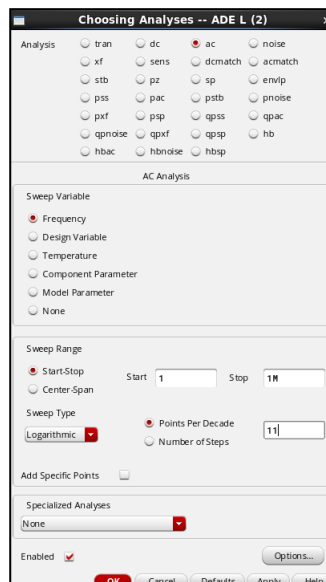 Choosing Analyses -- ADE L (2)
Analysis tran dc ac noise
xf sens dcmatch acmatch
stb pz sp envlp
pss pac pstb pnoise
pxf psp qpss qpac
qpnoise qpxf qpsp hb
hbac hbnoise hbsp
AC Analysis
Sweep Variable
Frequency
Design Variable
Temperature
Component Parameter
Model Parameter
None
Sweep Range
Start-Stop Start 1 Stop 1M
Center-Span
Sweep Type
Logarithmic Points Per Decade 11
Number of Steps
Add Specific Points
Specialized Analyses
None
Enabled Options...
OK Cancel Defaults Apply Help